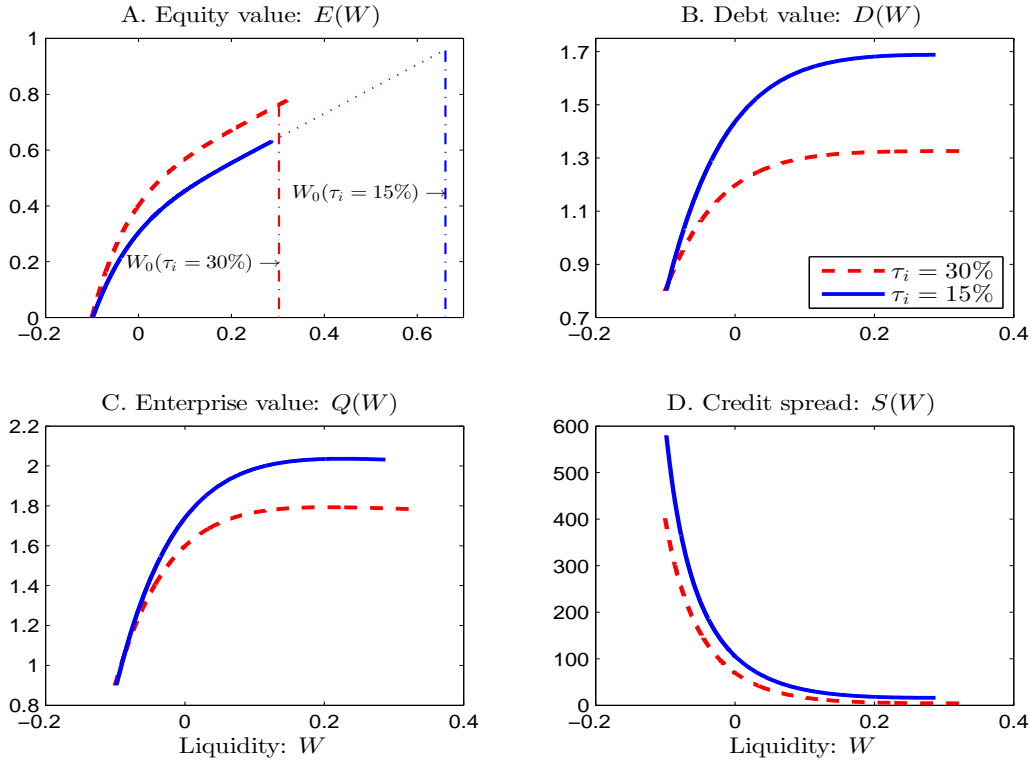 A. Equity value: E(W)
1
0.8
0.6
0.4
0.2
0
−0.2 0 0.2 0.4 0.6
W₀(τᵢ = 15%) →
W₀(τᵢ = 30%) →
B. Debt value: D(W)
1.7
1.5
1.3
1.1
0.9
0.7
−0.2 0 0.2 0.4
τᵢ = 30%
τᵢ = 15%
C. Enterprise value: Q(W)
2.2
2
1.8
1.6
1.4
1.2
1
0.8
−0.2 0 0.2 0.4
Liquidity: W
D. Credit spread: S(W)
600
500
400
300
200
100
0
−0.2 0 0.2 0.4
Liquidity: W